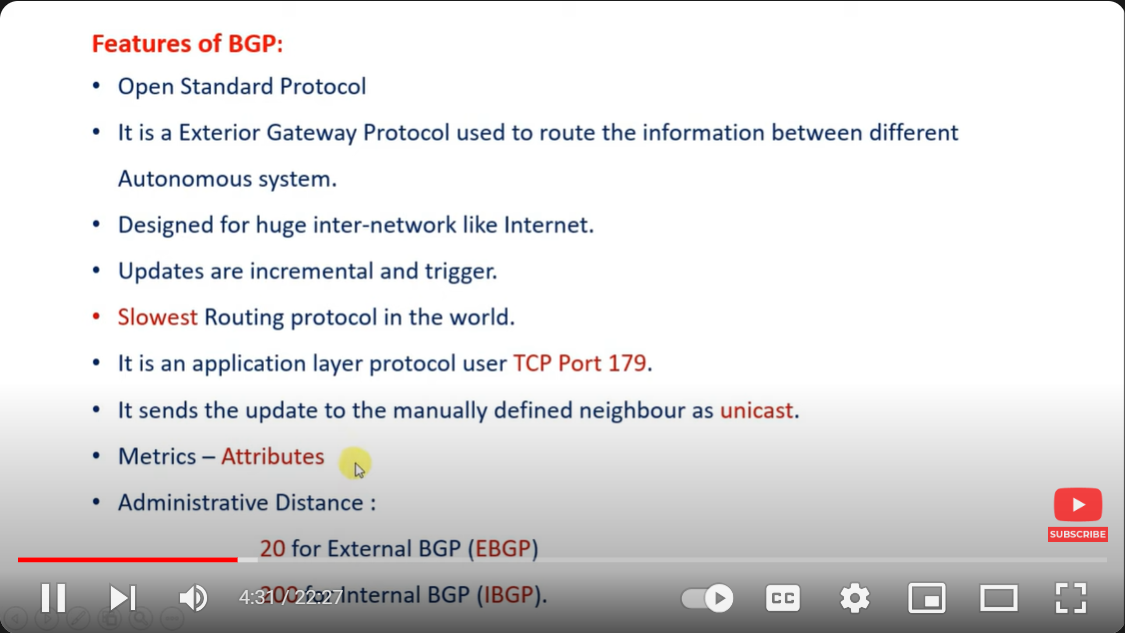 Features of BGP:
• Open Standard Protocol
• It is a Exterior Gateway Protocol used to route the information between different
Autonomous system.
• Designed for huge inter-network like Internet.
• Updates are incremental and trigger.
• Slowest Routing protocol in the world.
• It is an application layer protocol user TCP Port 179.
• It sends the update to the manually defined neighbour as unicast.
• Metrics – Attributes
• Administrative Distance :
20 for External BGP (EBGP)
200 for Internal BGP (IBGP).
SUBSCRIBE
4:31 / 22:27
CC